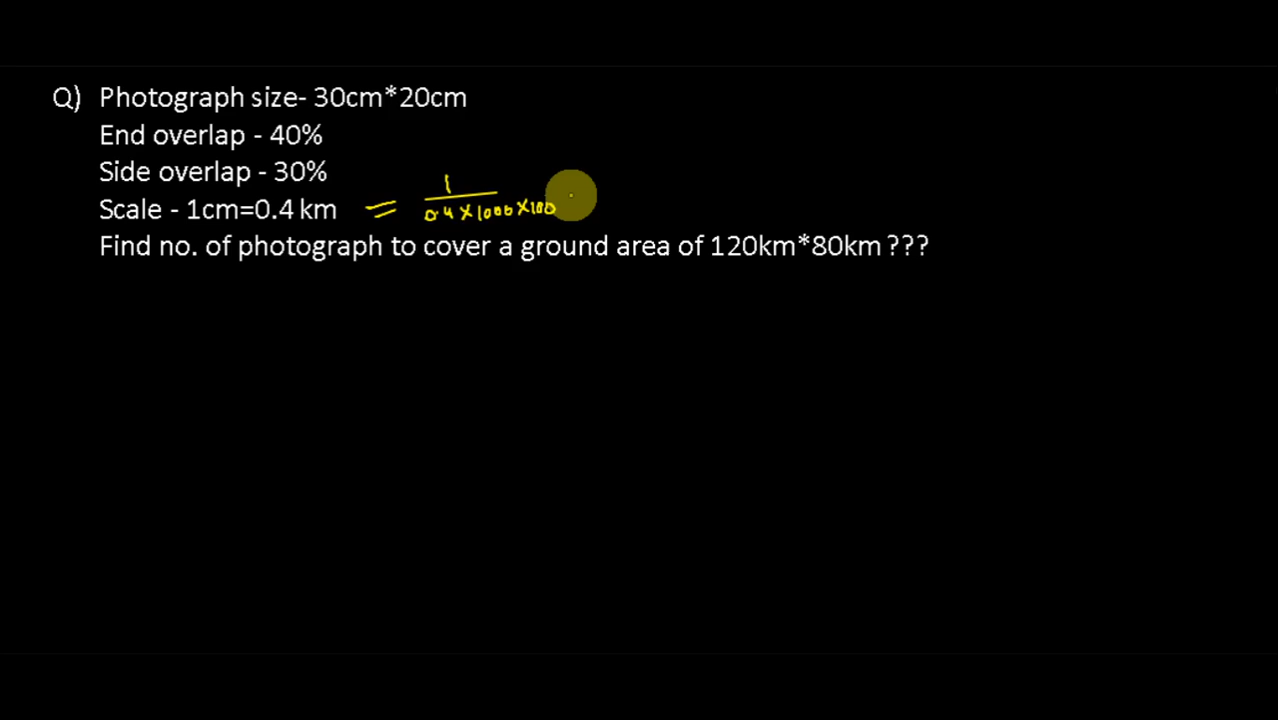 Q) Photograph size- 30cm*20cm
End overlap - 40%
Side overlap - 30%
Scale - 1cm=0.4 km = 1/0.4×1000×100
Find no. of photograph to cover a ground area of 120km*80km ???